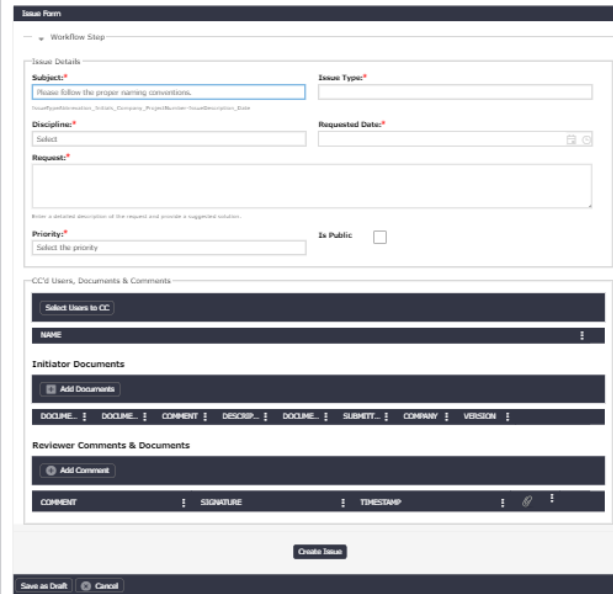 Issue Form
Workflow Step
Issue Details
Subject:* Issue Type:*
Please follow the proper naming conventions.
Discipline:* Requested Date:*
Select
Request:*
Enter a detailed description of the request and provide a suggested solution.
Priority:* Is Public
Select the priority
CC'd Users, Documents & Comments
Select Users to CC
NAME
Initiator Documents
Add Documents
DOCUME... DOCUME... COMMENT DESCRIP... DOCUME... SUBMITT... COMPANY VERSION
Reviewer Comments & Documents
Add Comment
COMMENT SIGNATURE TIMESTAMP
Create Issue
Save as Draft Cancel